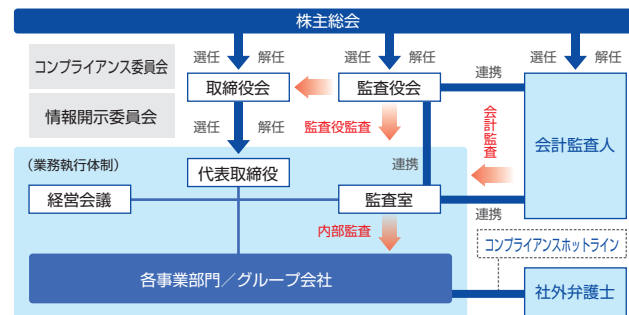 株主総会
選任 解任
選任 解任
選任 解任
コンプライアンス委員会
取締役会
監査役会
連携
情報開示委員会
選任 解任
監査役監査
会計監査
会計監査人
(業務執行体制)
代表取締役
連携
経営会議
監査室
連携
内部監査
コンプライアンスホットライン
各事業部門／グループ会社
社外弁護士